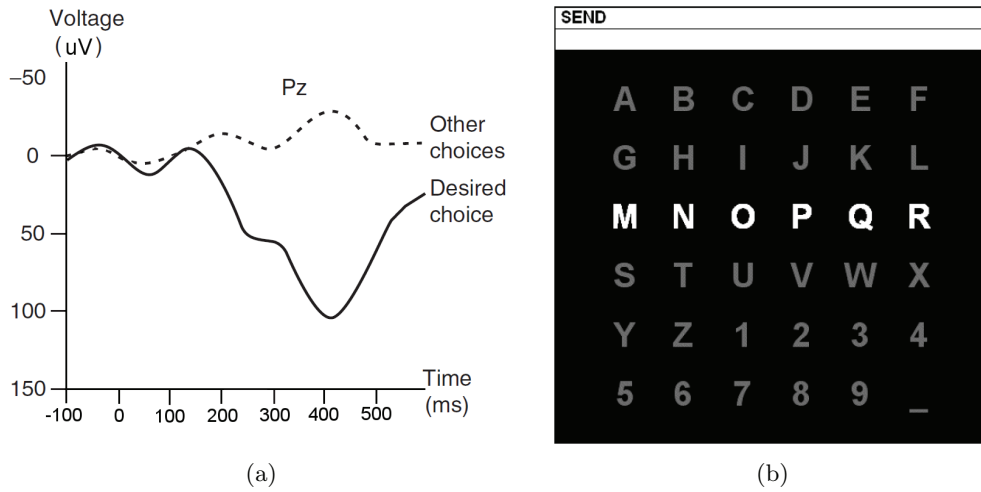 Voltage
(uV)
−50
0
50
100
150
-100 0 100 200 300 400 500
Pz
Other
choices
Desired
choice
Time
(ms)
(a)
SEND
A B C D E F
G H I J K L
M N O P Q R
S T U V W X
Y Z 1 2 3 4
5 6 7 8 9 _
(b)